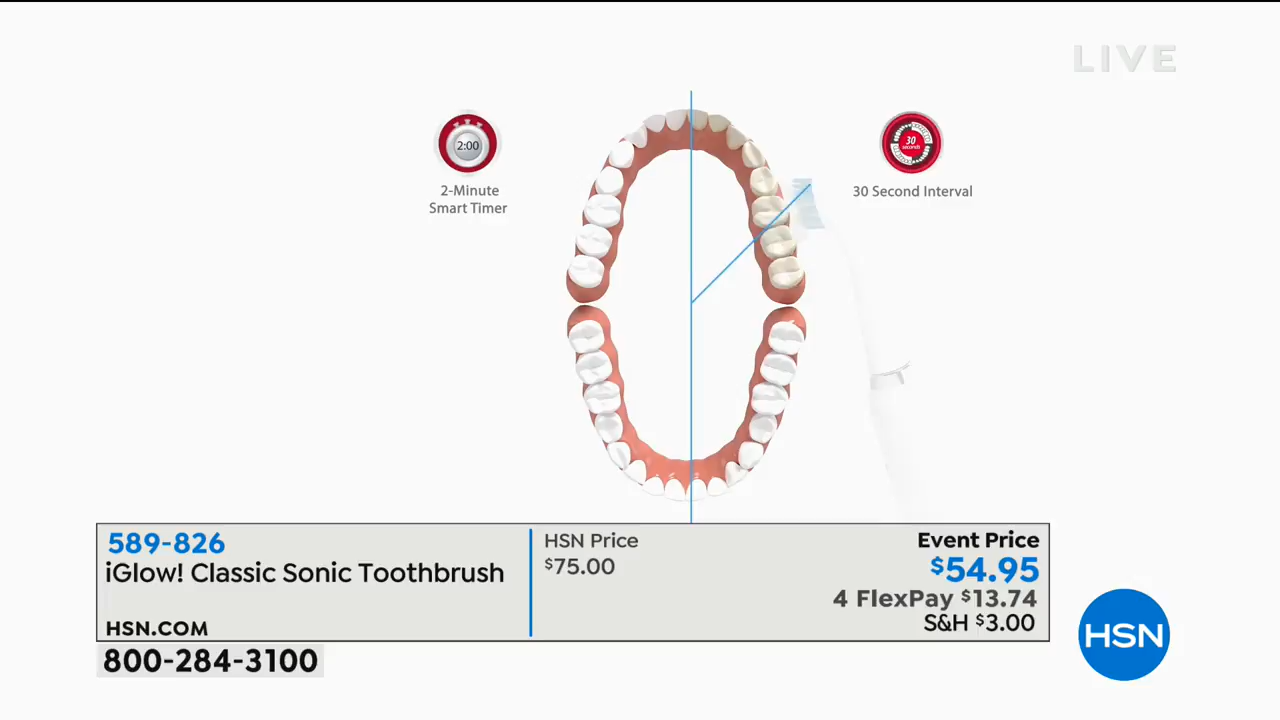 LIVE
2:00
2-Minute
Smart Timer
30
seconds
30 Second Interval
589-826
iGlow! Classic Sonic Toothbrush
HSN.COM
800-284-3100
HSN Price
$75.00
Event Price
$54.95
4 FlexPay $13.74
S&H $3.00
HSN